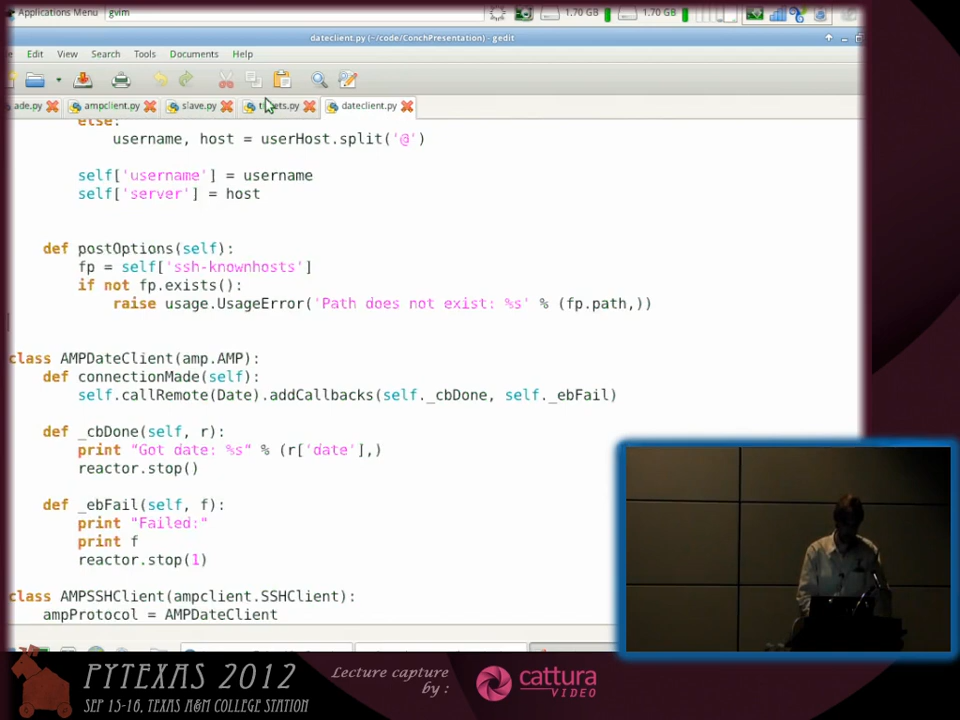 Applications Menu gvim 1.70 GB 1.70 GB
dateclient.py (~/code/ConchPresentation) - gedit
Edit View Search Tools Documents Help
ade.py ampclient.py slave.py dateclient.py
else:
username, host = userHost.split('@')
self['username'] = username
self['server'] = host
def postOptions(self):
fp = self['ssh-knownhosts']
if not fp.exists():
raise usage.UsageError('Path does not exist: %s' % (fp.path,))
class AMPDateClient(amp.AMP):
def connectionMade(self):
self.callRemote(Date).addCallbacks(self._cbDone, self._ebFail)
def _cbDone(self, r):
print "Got date: %s" % (r['date'],)
reactor.stop()
def _ebFail(self, f):
print "Failed:"
print f
reactor.stop(1)
class AMPSSHClient(ampclient.SSHClient):
ampProtocol = AMPDateClient
PYTEXAS 2012
SEP 15-16, TEXAS A&M COLLEGE STATION
Lecture capture
by :
cattura
VIDEO